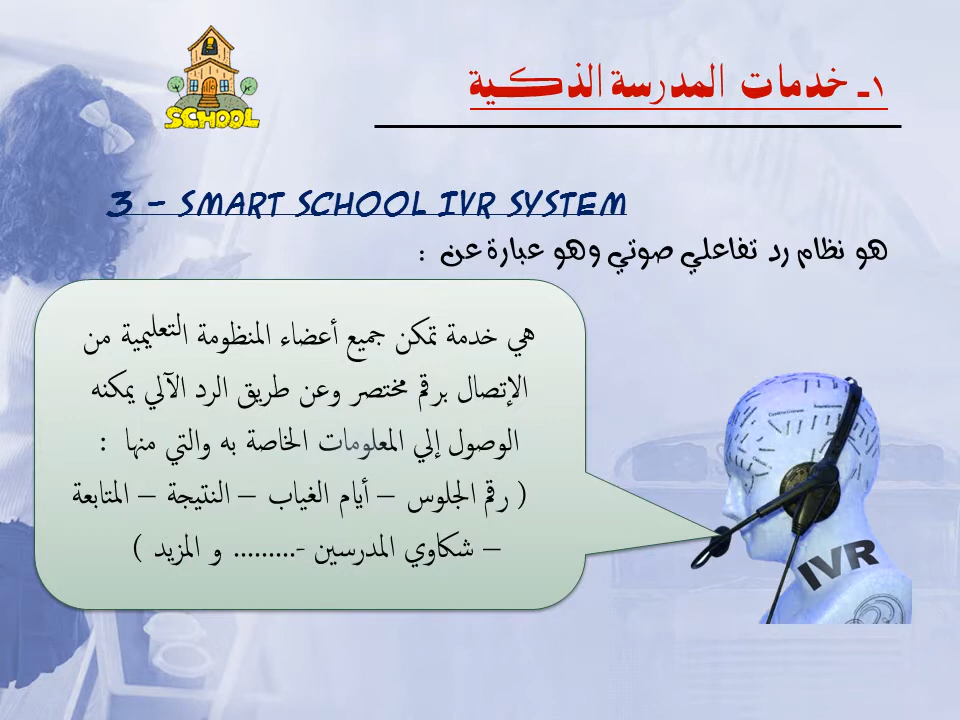 SCHOOL
١ـ خدمات المدرسة الذكية
3 - SMART SCHOOL IVR SYSTEM
هو نظام رد تفاعلي صوتي وهو عبارة عن :
هي خدمة تمكن جميع أعضاء المنظومة التعليمية من
الإتصال برقم مختصر وعن طريق الرد الآلي يمكنه
الوصول إلي المعلومات الخاصة به والتي منها :
( رقم الجلوس – أيام الغياب – النتيجة – المتابعة
– شكاوي المدرسين -......... و المزيد )
IVR